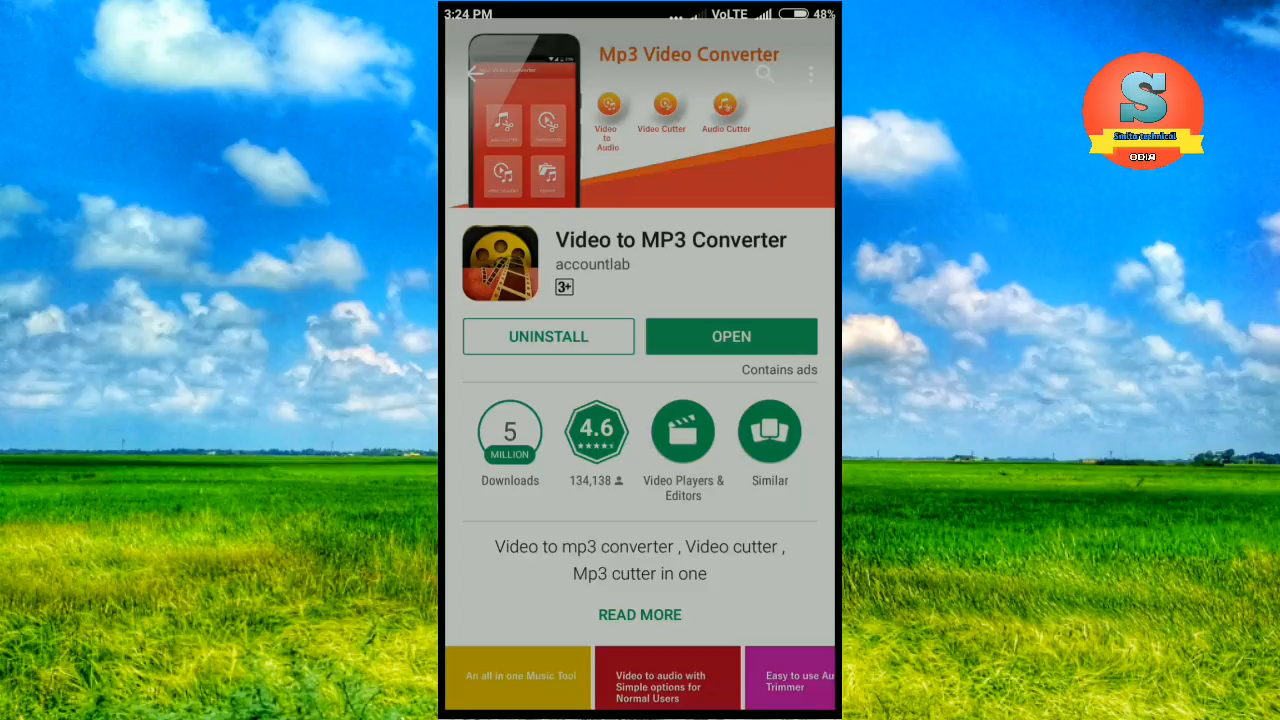 3:24 PM
VoLTE
48%
Mp3 Video Converter
Video
to
Audio
Video Cutter
Audio Cutter
Video to MP3 Converter
accountlab
3+
UNINSTALL
OPEN
Contains ads
5
MILLION
4.6
Downloads
134,138
Video Players &
Editors
Similar
Video to mp3 converter , Video cutter ,
Mp3 cutter in one
READ MORE
An all in one Music Tool
Video to audio with
Simple options for
Normal Users
Easy to use Au
Trimmer
S
ODIA